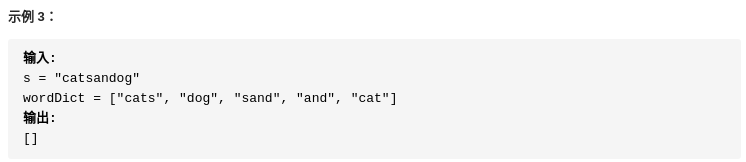 示例 3：
输入:
s = "catsandog"
wordDict = ["cats", "dog", "sand", "and", "cat"]
输出:
[]